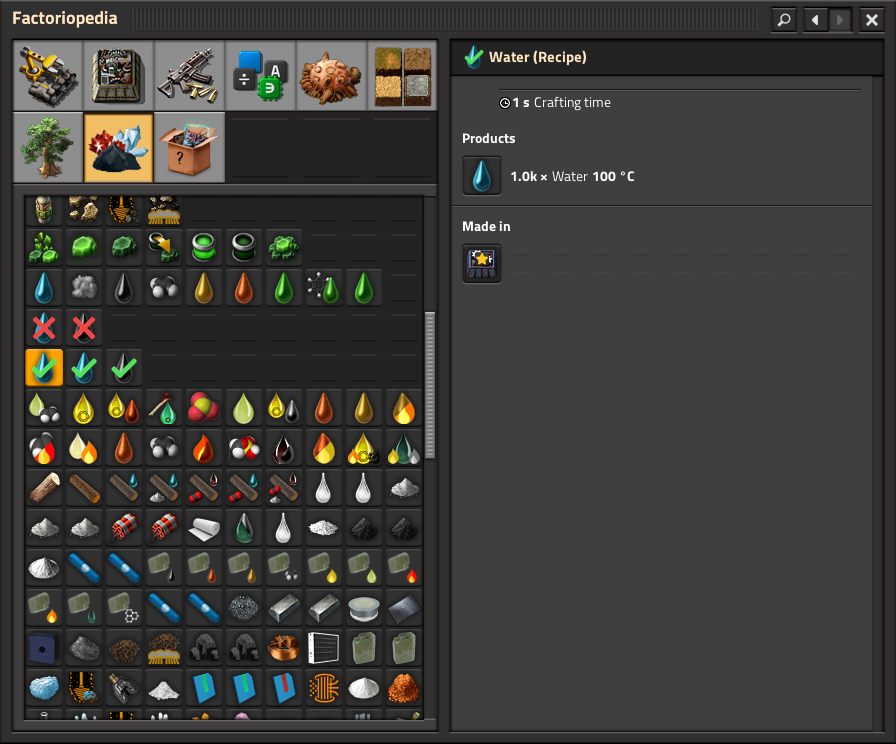 Factoriopedia
Water (Recipe)
1 s Crafting time
Products
1.0k × Water 100 °C
Made in